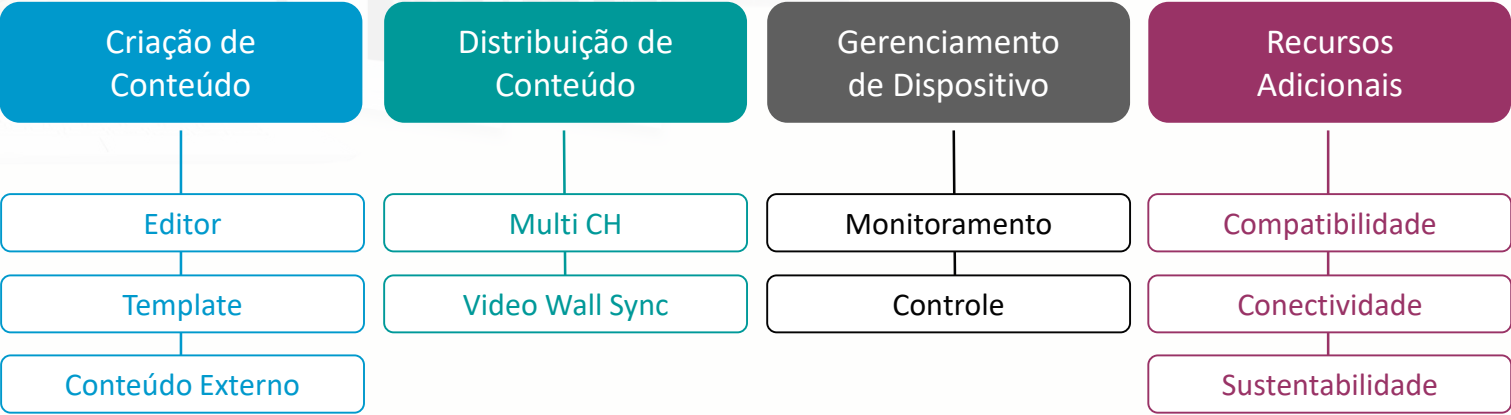 Criação de
Conteúdo
Distribuição de
Conteúdo
Gerenciamento
de Dispositivo
Recursos
Adicionais
Editor
Multi CH
Monitoramento
Compatibilidade
Template
Video Wall Sync
Controle
Conectividade
Conteúdo Externo
Sustentabilidade